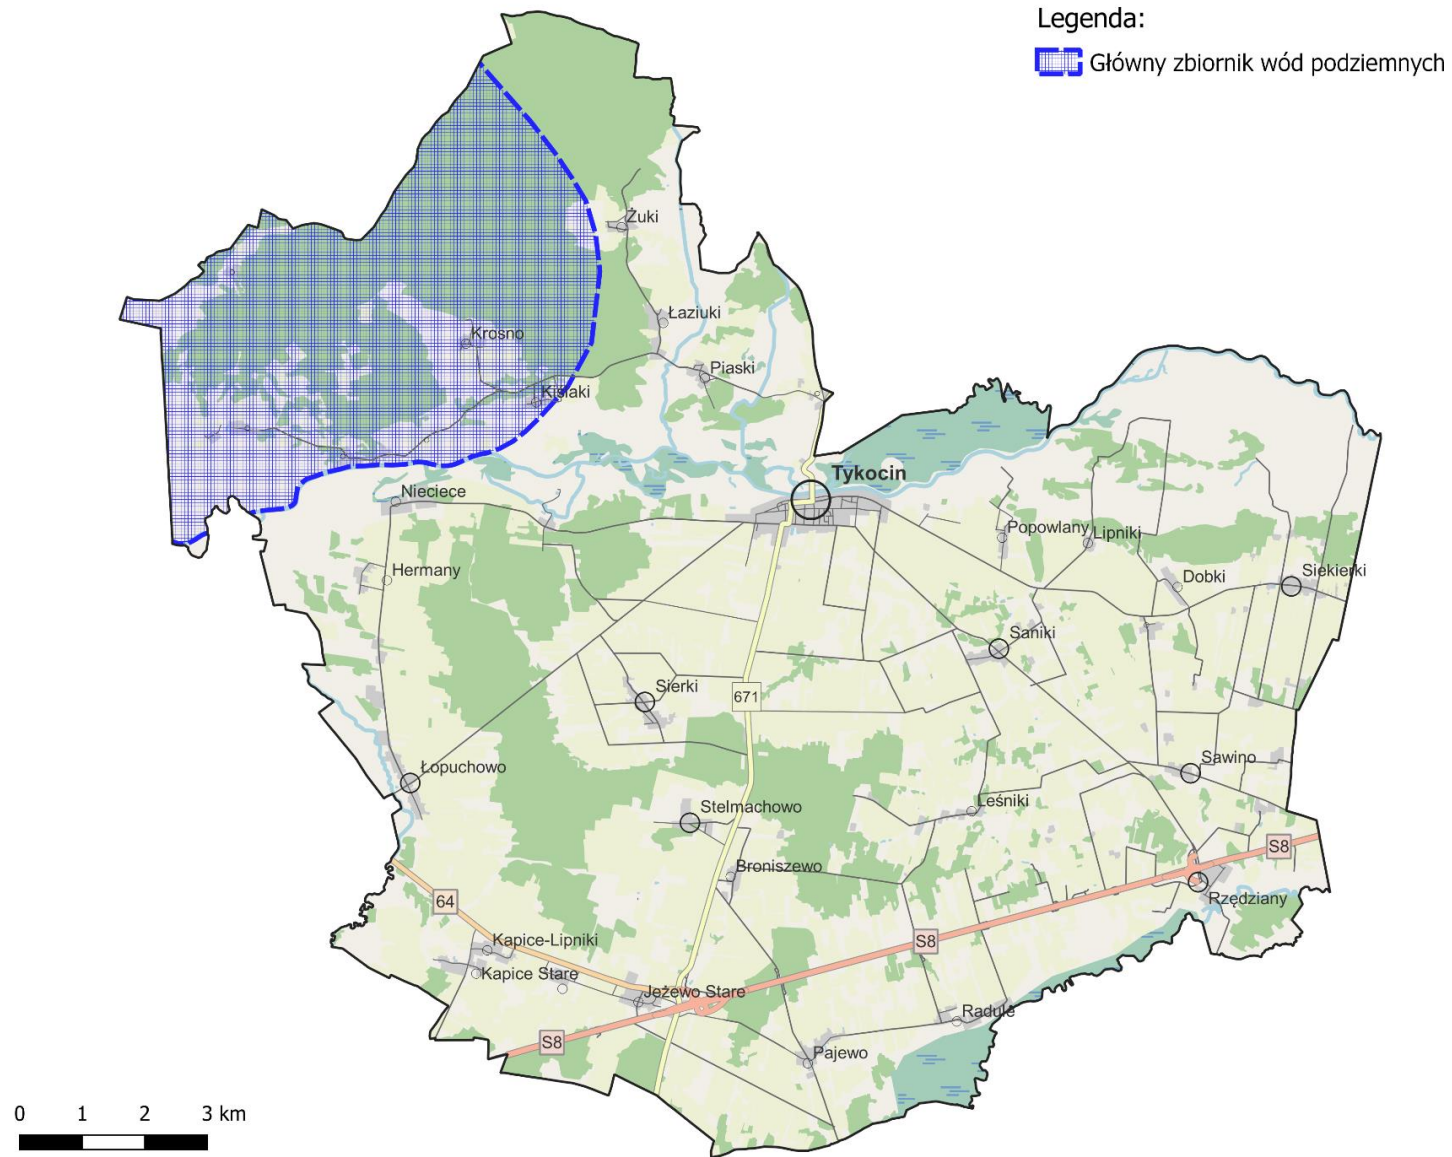 Legenda:
Główny zbiornik wód podziemnych
Żuki
Łaziuki
Krosno
Piaski
Kiślaki
Tykocin
Nieciece
Popowlany
Lipniki
Hermany
Dobki
Siekierki
Saniki
Sierki
671
Łopuchowo
Sawino
Stelmachowo
Leśniki
S8
Broniszewo
64
Rzędziany
Kapice-Lipniki
S8
Kapice Stare
Jeżewo Stare
Radule
S8
Pajewo
0 1 2 3 km